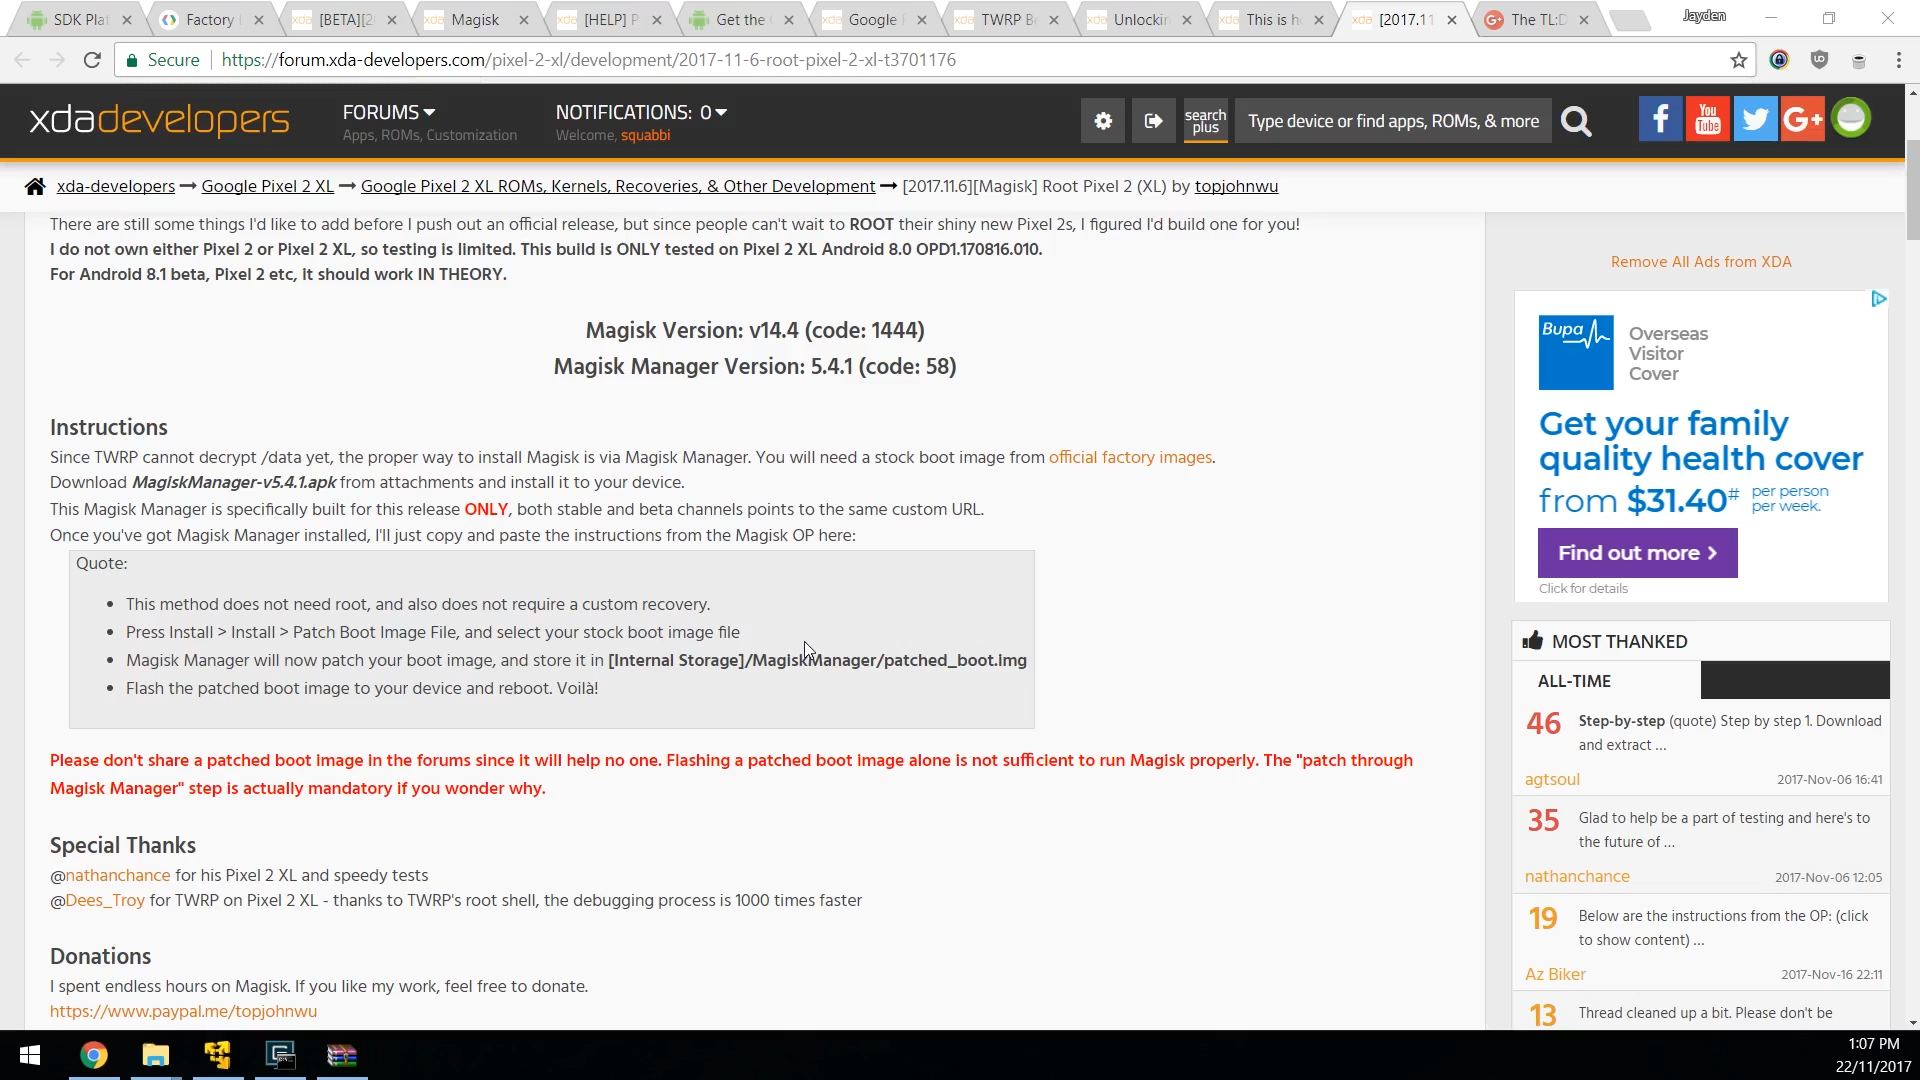 SDK Plat
Factory I
[BETA][2
Magisk
[HELP] P
Get the
Google P
TWRP Be
Unlockin
This is h
[2017.11
The TL;D
Jayden
Secure
https://forum.xda-developers.com/pixel-2-xl/development/2017-11-6-root-pixel-2-xl-t3701176
xdadevelopers
FORUMS
Apps, ROMs, Customization
NOTIFICATIONS: 0
Welcome, squabbi
search plus
Type device or find apps, ROMs, & more
You Tube
G+
xda-developers → Google Pixel 2 XL → Google Pixel 2 XL ROMs, Kernels, Recoveries, & Other Development → [2017.11.6][Magisk] Root Pixel 2 (XL) by topjohnwu
There are still some things I'd like to add before I push out an official release, but since people can't wait to ROOT their shiny new Pixel 2s, I figured I'd build one for you!
I do not own either Pixel 2 or Pixel 2 XL, so testing is limited. This build is ONLY tested on Pixel 2 XL Android 8.0 OPD1.170816.010.
For Android 8.1 beta, Pixel 2 etc, it should work IN THEORY.
Magisk Version: v14.4 (code: 1444)
Magisk Manager Version: 5.4.1 (code: 58)
Instructions
Since TWRP cannot decrypt /data yet, the proper way to install Magisk is via Magisk Manager. You will need a stock boot image from official factory images.
Download MagiskManager-v5.4.1.apk from attachments and install it to your device.
This Magisk Manager is specifically built for this release ONLY, both stable and beta channels points to the same custom URL.
Once you've got Magisk Manager installed, I'll just copy and paste the instructions from the Magisk OP here:
Quote:
• This method does not need root, and also does not require a custom recovery.
• Press Install > Install > Patch Boot Image File, and select your stock boot image file
• Magisk Manager will now patch your boot image, and store it in [Internal Storage]/MagiskManager/patched_boot.img
• Flash the patched boot image to your device and reboot. Voilà!
Please don't share a patched boot image in the forums since it will help no one. Flashing a patched boot image alone is not sufficient to run Magisk properly. The "patch through
Magisk Manager" step is actually mandatory if you wonder why.
Special Thanks
@nathanchance for his Pixel 2 XL and speedy tests
@Dees_Troy for TWRP on Pixel 2 XL - thanks to TWRP's root shell, the debugging process is 1000 times faster
Donations
I spent endless hours on Magisk. If you like my work, feel free to donate.
https://www.paypal.me/topjohnwu
Remove All Ads from XDA
Bupa
Overseas
Visitor
Cover
Get your family
quality health cover
from $31.40# per person per week.
Find out more >
Click for details
MOST THANKED
ALL-TIME
46 Step-by-step (quote) Step by step 1. Download
and extract ...
agtsoul 2017-Nov-06 16:41
35 Glad to help be a part of testing and here's to
the future of ...
nathanchance 2017-Nov-06 12:05
19 Below are the instructions from the OP: (click
to show content) ...
Az Biker 2017-Nov-16 22:11
13 Thread cleaned up a bit. Please don't be
1:07 PM
22/11/2017